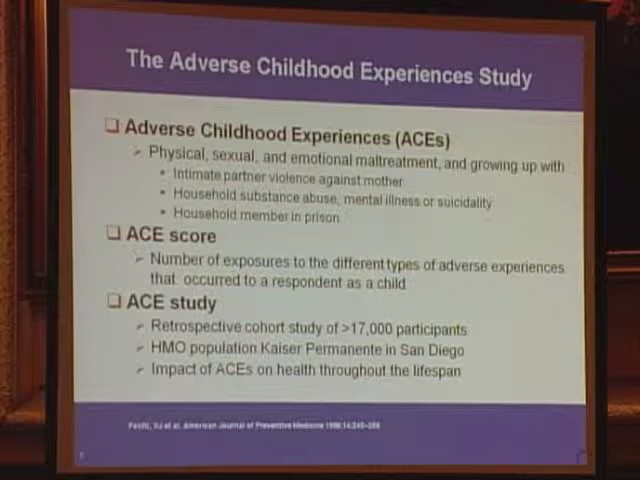 The Adverse Childhood Experiences Study
❑ Adverse Childhood Experiences (ACEs)
➢ Physical, sexual, and emotional maltreatment, and growing up with
• Intimate partner violence against mother
• Household substance abuse, mental illness or suicidality
• Household member in prison
❑ ACE score
➢ Number of exposures to the different types of adverse experiences
that occurred to a respondent as a child
❑ ACE study
➢ Retrospective cohort study of >17,000 participants
➢ HMO population Kaiser Permanente in San Diego
➢ Impact of ACEs on health throughout the lifespan
VJ et al. American Journal of Preventive Medicine